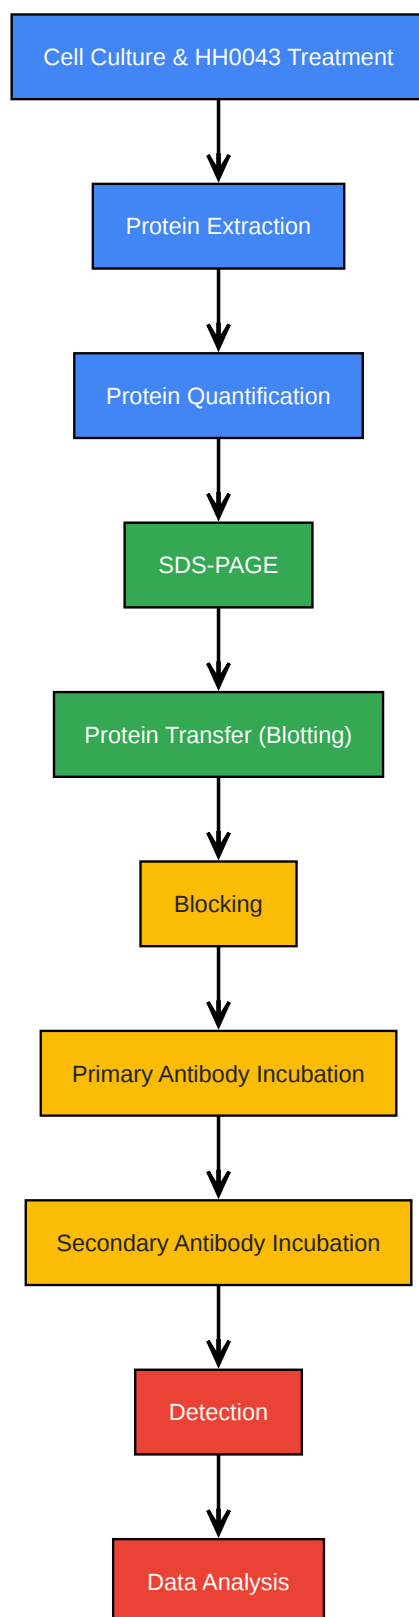 Cell Culture & HH0043 Treatment
Protein Extraction
Protein Quantification
SDS-PAGE
Protein Transfer (Blotting)
Blocking
Primary Antibody Incubation
Secondary Antibody Incubation
Detection
Data Analysis